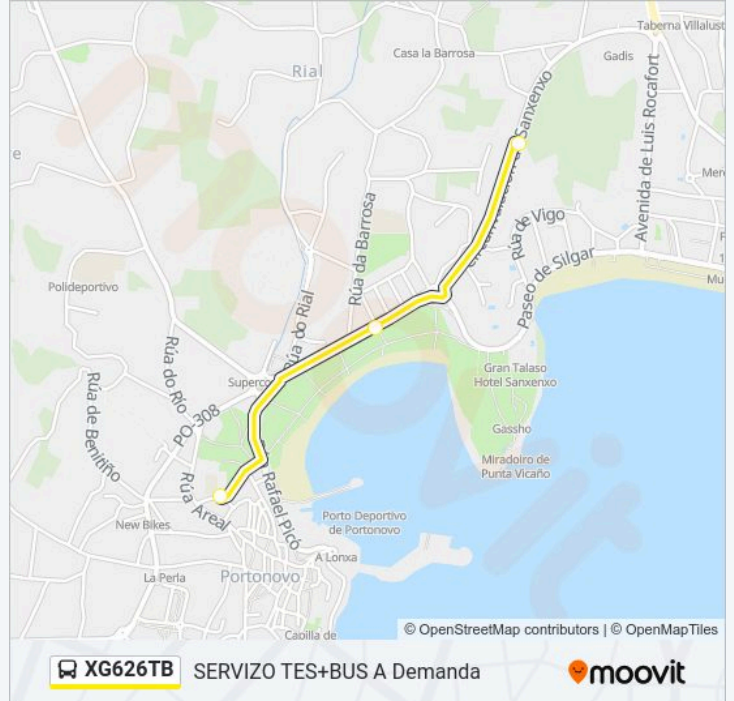 Taberna Villalust
Casa la Barrosa
Gadis
Rial
Sanxenxo
Avenida de Luis Rocafort
e
Mer
Rúa de Vigo
Rúa da Barrosa
Paseo de Silgar
Polideportivo
Mu
Rúa do Rial
Rúa do Río
Gran Talaso
Hotel Sanxenxo
Superco
Rúa de Benitiño
PO-308
Gassho
Miradoiro de
Punta Vicaño
Rúa Areal
Rafael Picó
Porto Deportivo
de Portonovo
New Bikes
A Lonxa
La Perla
Portonovo
Capilla de
© OpenStreetMap contributors | © OpenMapTiles
XG626TB
SERVIZO TES+BUS A Demanda
moovit